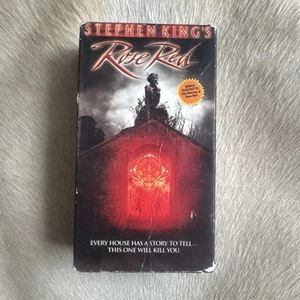 STEPHEN KING'S
Rose Red
EVERY HOUSE HAS A STORY TO TELL...
THIS ONE WILL KILL YOU.